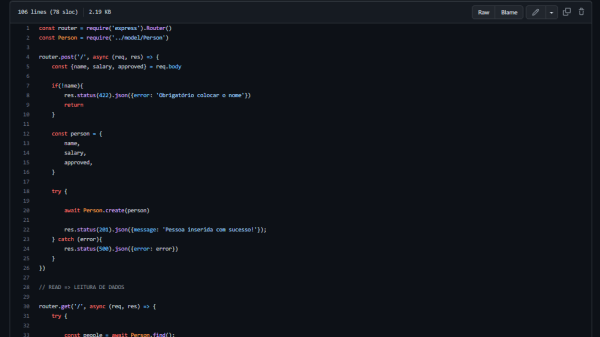 106 lines (78 sloc) 2.19 KB Raw Blame
1 const router = require('express').Router()
2 const Person = require('../model/Person')
3
4 router.post('/', async (req, res) => {
5 const {name, salary, approved} = req.body
6
7 if(!name){
8 res.status(422).json({error: 'Obrigatório colocar o nome'})
9 return
10 }
11
12 const person = {
13 name,
14 salary,
15 approved,
16 }
17
18 try {
19
20 await Person.create(person)
21
22 res.status(201).json({message: 'Pessoa inserida com sucesso!'});
23 } catch (error){
24 res.status(500).json({error: error})
25 }
26 })
27
28 // READ => LEITURA DE DADOS
29
30 router.get('/', async (req, res) => {
31 try {
32
33 const people = await Person.find();